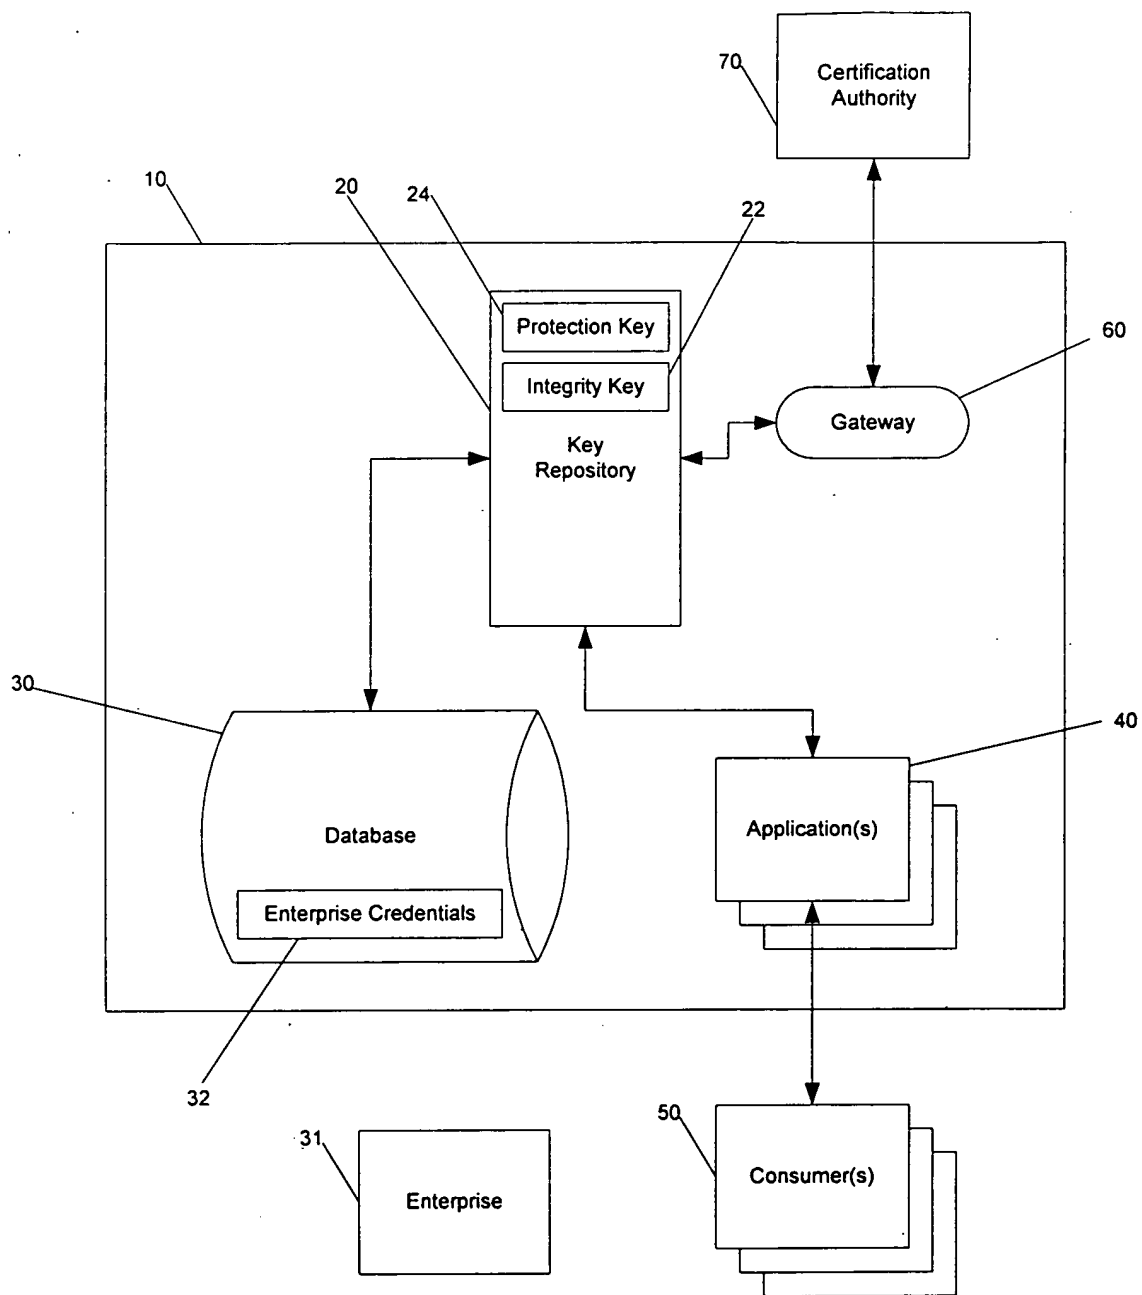 70
Certification
Authority
10
20
24
22
Protection Key
60
Integrity Key
Gateway
Key
Repository
30
40
Application(s)
Database
Enterprise Credentials
32
50
31
Consumer(s)
Enterprise